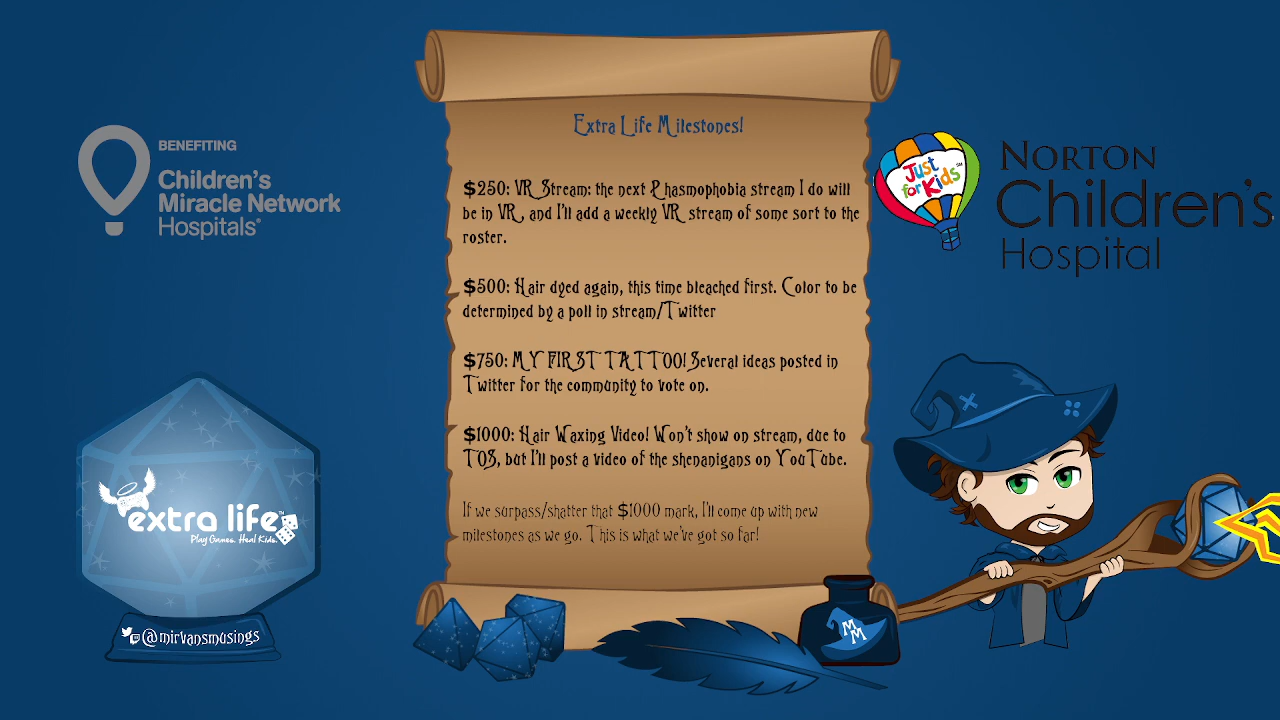 BENEFITING
Children's
Miracle Network
Hospitals®
Extra Life Milestones!
$250: VR Stream: the next Phasmophobia stream I do will
be in VR, and I'll add a weekly VR stream of some sort to the
roster.
$500: Hair dyed again, this time bleached first. Color to be
determined by a poll in stream/Twitter
$750: MY FIRST TATTOO! Several ideas posted in
Twitter for the community to vote on.
$1000: Hair Waxing Video! Won't show on stream, due to
TOS, but I'll post a video of the shenanigans on YouTube.
If we surpass/shatter that $1000 mark, I'll come up with new
milestones as we go. This is what we've got so far!
Just
for Kids℠
NORTON
Children's
Hospital
extra life™
Play Games. Heal Kids.
@mirvansmusings
M
M